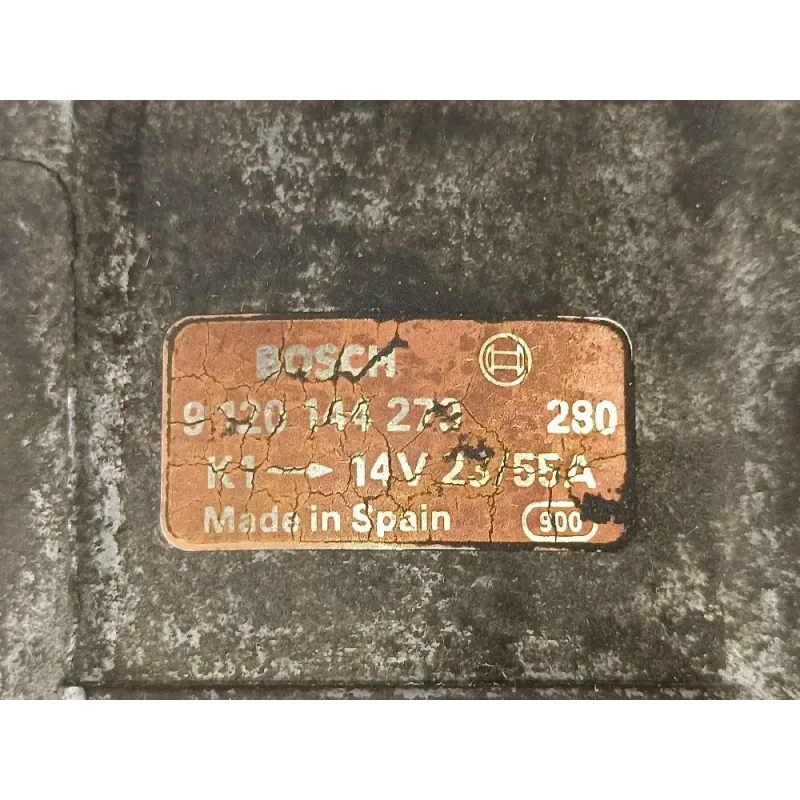 BOSCH
9 120 144 279 280
K1 → 14V 23/55A
Made in Spain 900